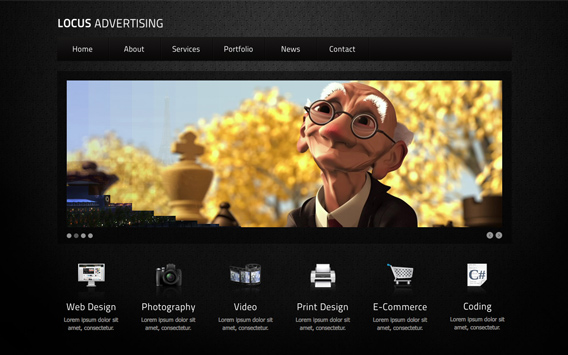 LOCUS ADVERTISING
Home About Services Portfolio News Contact
Web Design Photography Video Print Design E-Commerce Coding
Lorem ipsum dolor sit Lorem ipsum dolor sit Lorem ipsum dolor sit Lorem ipsum dolor sit Lorem ipsum dolor sit Lorem ipsum dolor sit
amet, consectetur. amet, consectetur. amet, consectetur. amet, consectetur. amet, consectetur. amet, consectetur.
C#